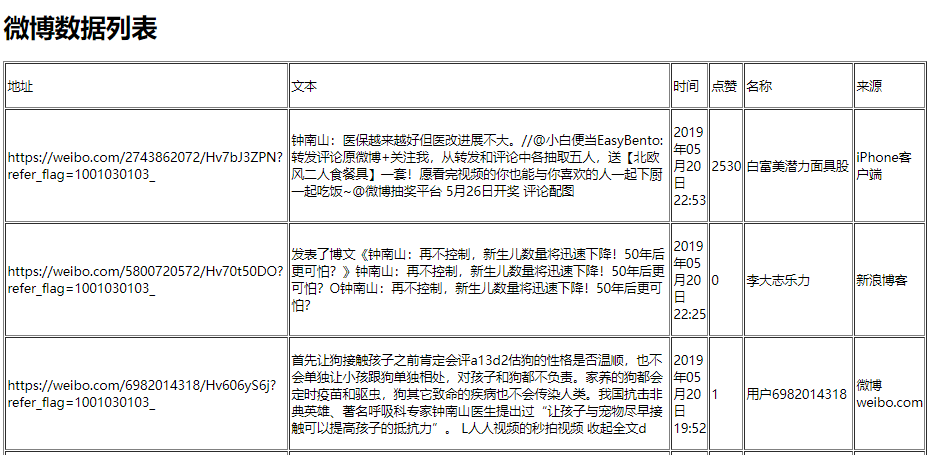 微博数据列表
地址 文本 时间 点赞 名称 来源
https://weibo.com/2743862072/Hv7bJ3ZPN?
refer_flag=1001030103_
钟南山：医保越来越好但医改进展不大。//@小白便当EasyBento:
转发评论原微博+关注我，从转发和评论中各抽取五人，送【北欧
风二人食餐具】一套！愿看完视频的你也能与你喜欢的人一起下厨
一起吃饭~@微博抽奖平台 5月26日开奖 评论配图
2019
年05
月20
日
22:53
2530
白富美潜力面具股
iPhone客
户端
https://weibo.com/5800720572/Hv70t50DO?
refer_flag=1001030103_
发表了博文《钟南山：再不控制，新生儿数量将迅速下降！50年后
更可怕？》钟南山：再不控制，新生儿数量将迅速下降！50年后更
可怕？O钟南山：再不控制，新生儿数量将迅速下降！50年后更可
怕？
2019
年05
月20
日
22:25
0
李大志乐力
新浪博客
https://weibo.com/6982014318/Hv606yS6j?
refer_flag=1001030103_
首先让狗接触孩子之前肯定会评a13d2估狗的性格是否温顺，也不
会单独让小孩跟狗单独相处，对孩子和狗都不负责。家养的狗都会
定时疫苗和驱虫，狗其它致命的疾病也不会传染人类。我国抗击非
典英雄、著名呼吸科专家钟南山医生提出过“让孩子与宠物尽早接
触可以提高孩子的抵抗力”。 L人人视频的秒拍视频 收起全文d
2019
年05
月20
日
19:52
1
用户6982014318
微博
weibo.com